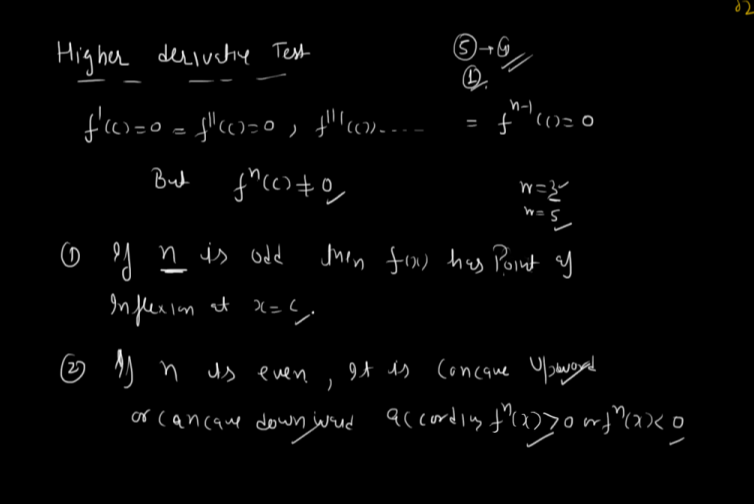 Higher derivative Test
⑤→④
①
f'(c)=0 = f''(c)=0, f'''(c)).... = f^{n-1}(c)=0
But f^n(c)≠0
n=3
n=5
① If n is odd then f(x) has Point of
Inflexion at x=c.
② If n is even, It is Concave Upward
or Concave downward according f^n(x)>0 or f^n(x)<0